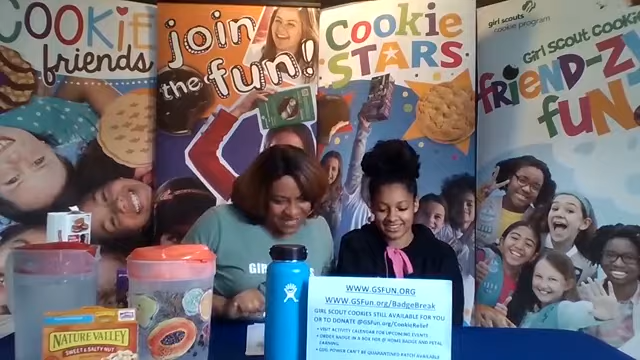 COOKIE
friends
join
the fun!
Cookie
STARS
girl scouts
cookie program
Girl Scout Cookies
FRIEND-ZY
FUN!
GIRL
NATURE VALLEY
SWEET & SALTY NUT
WWW.GSFUN.ORG
WWW.GSFun.org/BadgeBreak
GIRL SCOUT COOKIES STILL AVAILABLE FOR YOU
OR TO DONATE @GSFun.org/CookieRelief
• VISIT ACTIVITY CALENDAR FOR UPCOMING EVENTS
• ORDER BADGE IN A BOX FOR @ HOME BADGE AND PETAL
EARNING
• GIRL POWER CAN'T BE QUARANTINED PATCH AVAILABLE